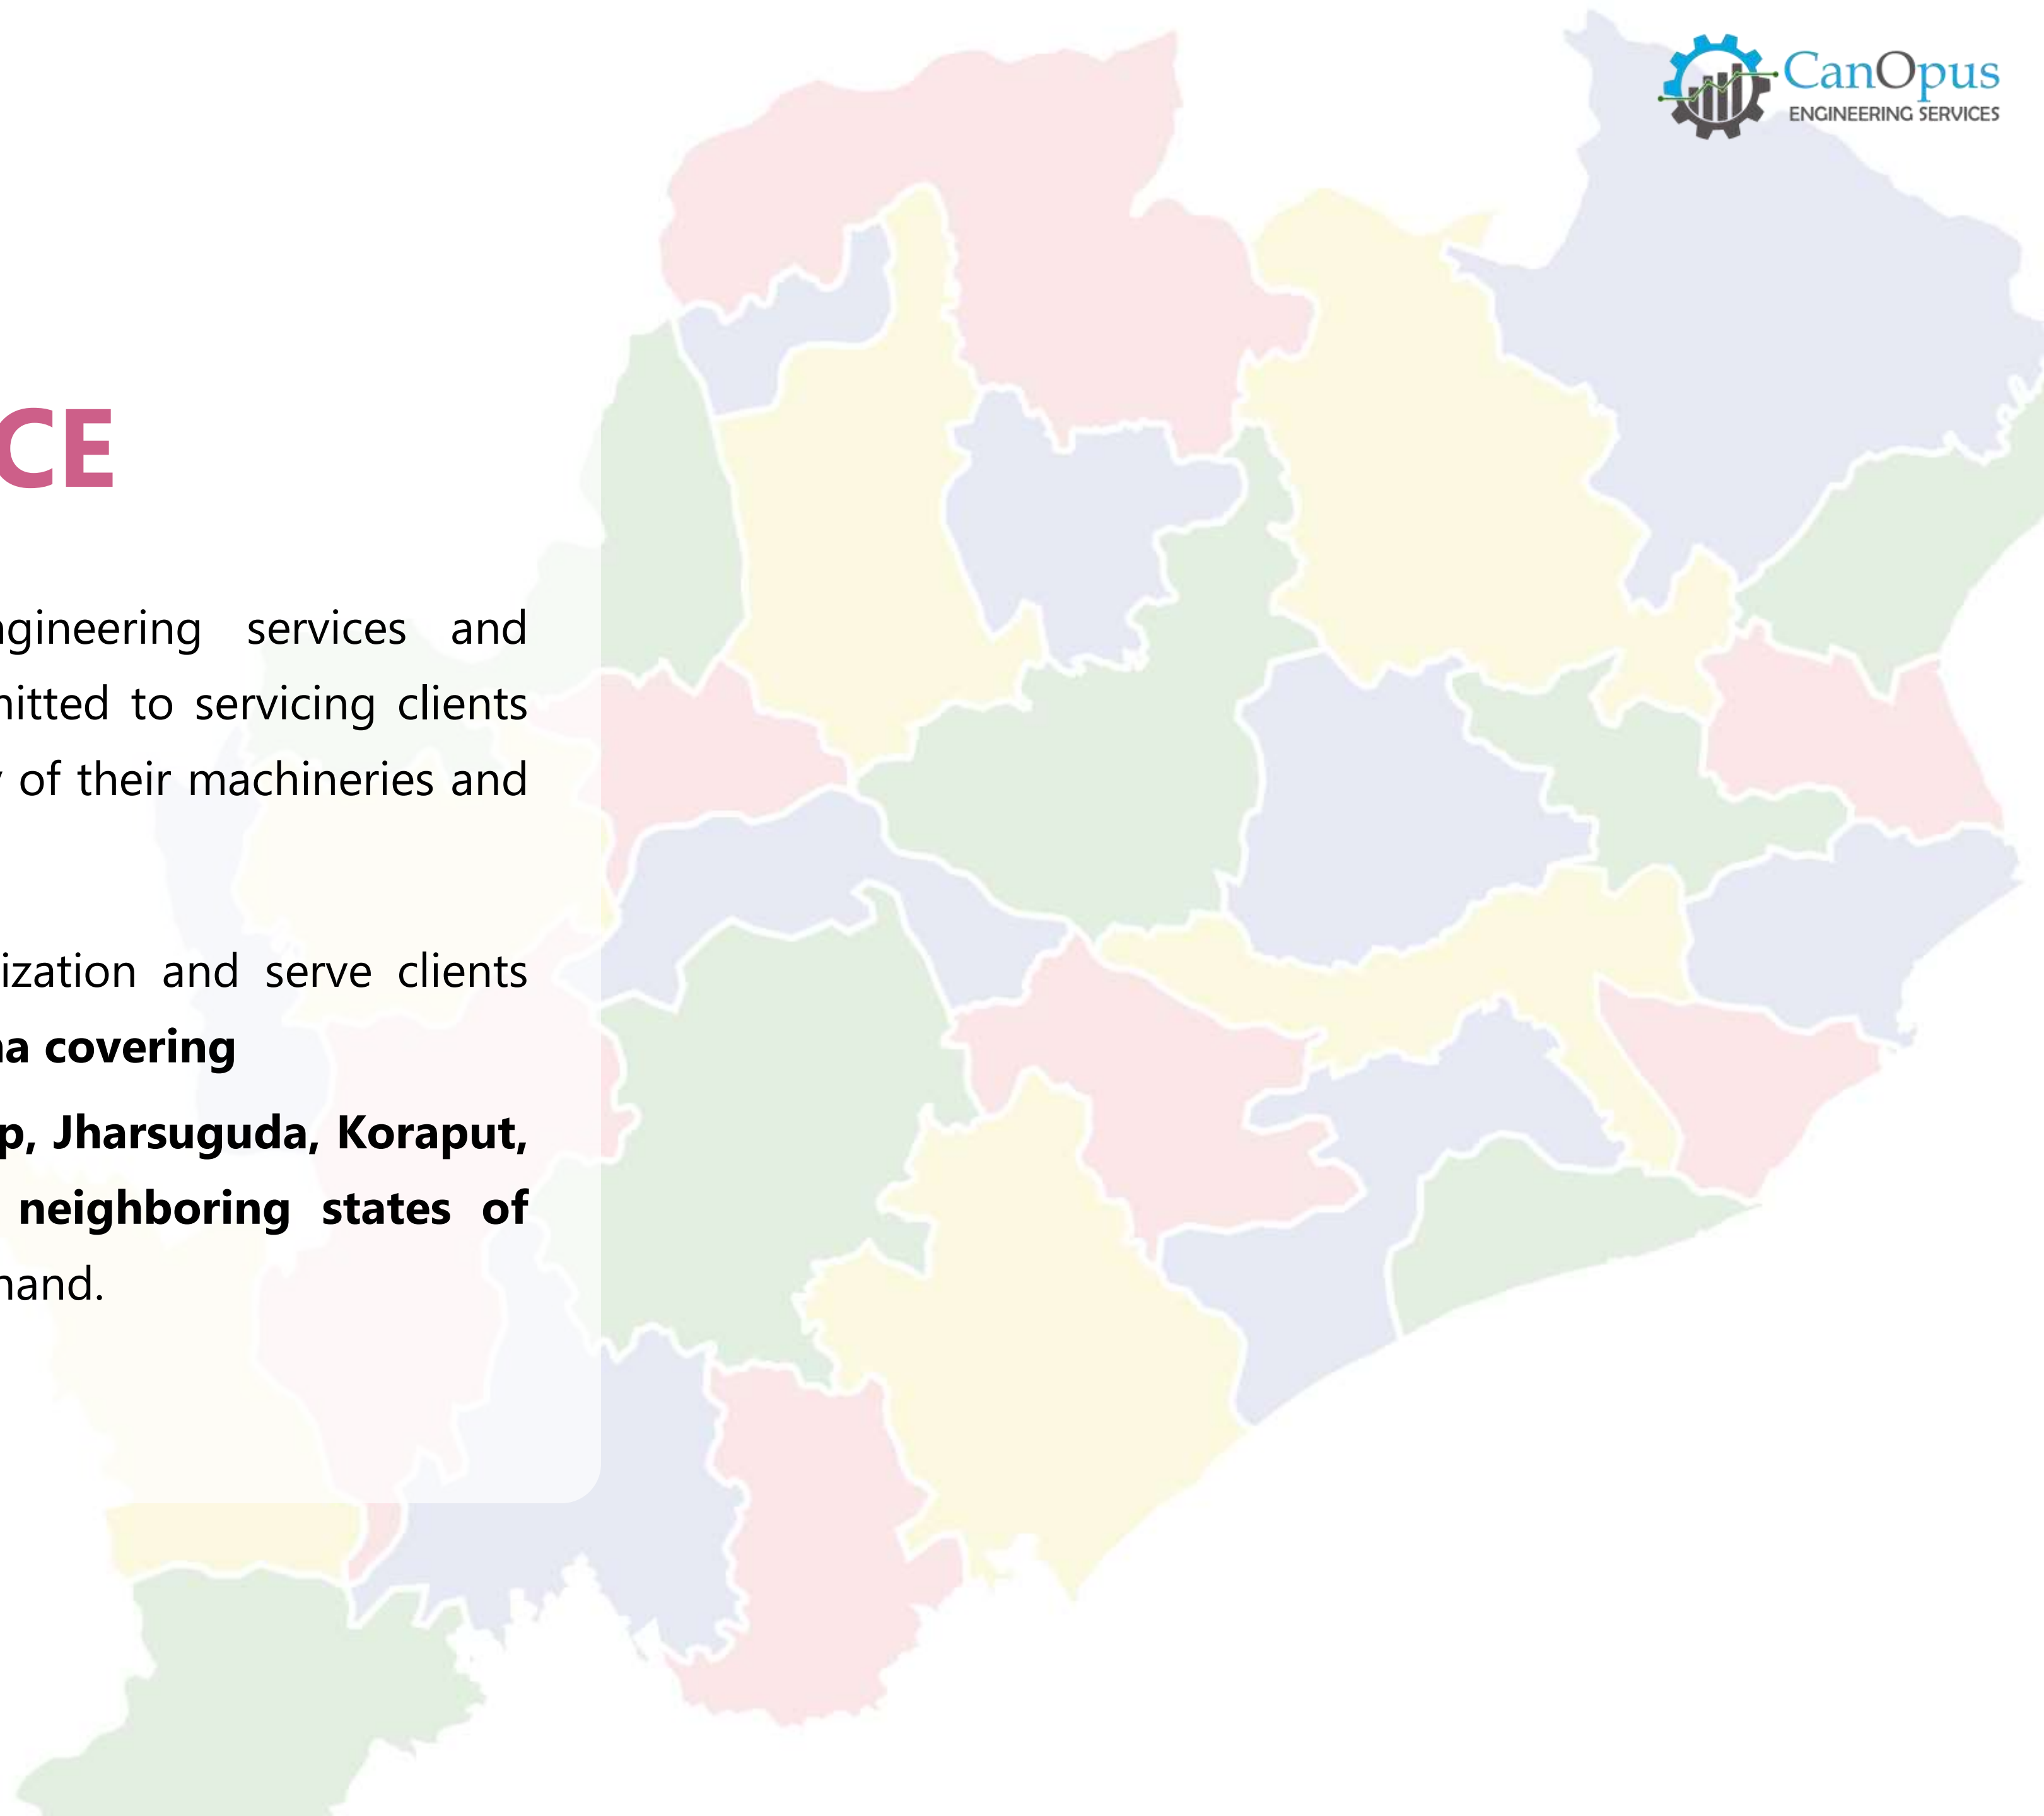 CanOpus
ENGINEERING SERVICES
CE
gineering services and
mitted to servicing clients
of their machineries and
ization and serve clients
a covering
p, Jharsuguda, Koraput,
neighboring states of
hand.